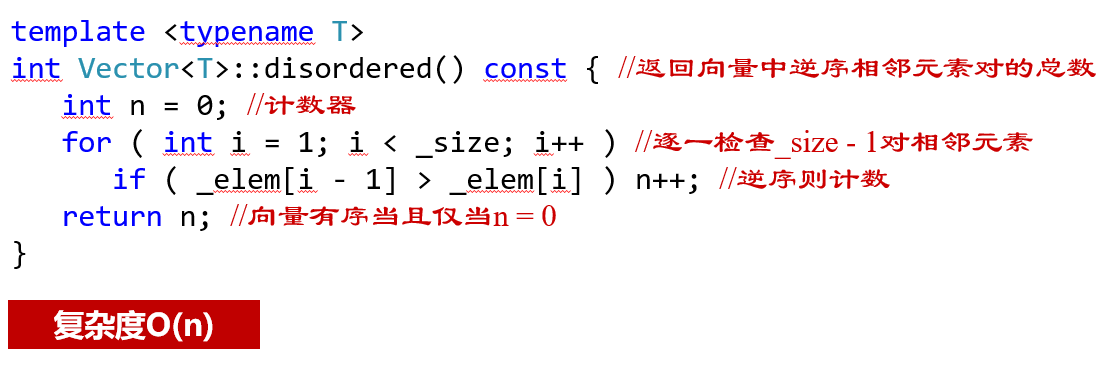 template <typename T>
int Vector<T>::disordered() const { //返回向量中逆序相邻元素对的总数
int n = 0; //计数器
for ( int i = 1; i < _size; i++ ) //逐一检查_size - 1对相邻元素
if ( _elem[i - 1] > _elem[i] ) n++; //逆序则计数
return n; //向量有序当且仅当n = 0
}
复杂度O(n)